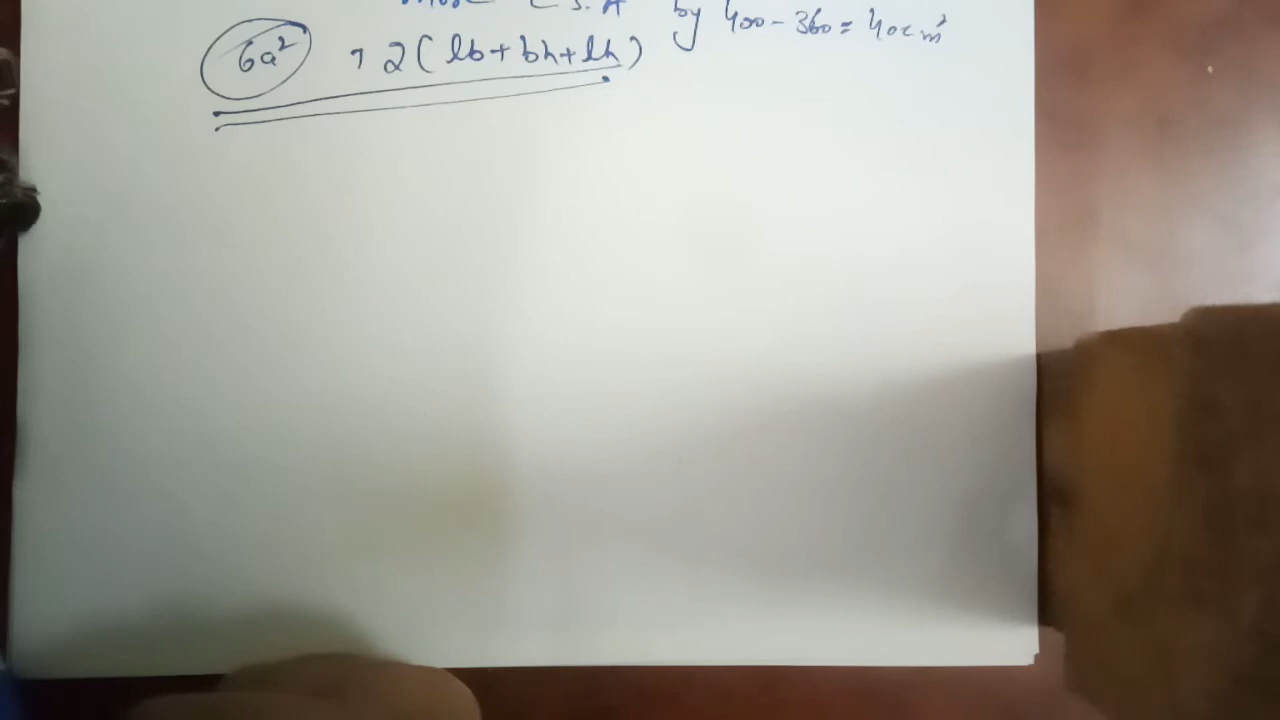 by 400 - 360 = 40cm²
6a² , 2(lb+bh+lh)